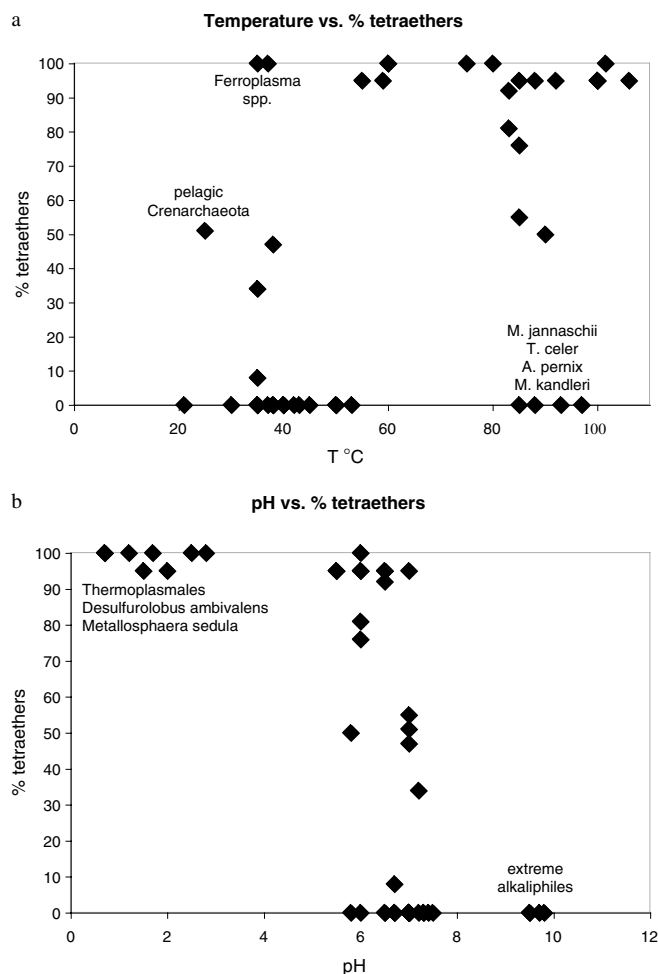 a
Temperature vs. % tetraethers
100
90
80
70
60
50
40
30
20
10
0
% tetraethers
Ferroplasma
spp.
pelagic
Crenarchaeota
M. jannaschii
T. celer
A. pernix
M. kandleri
0 20 40 60 80 100
T °C
b
pH vs. % tetraethers
100
90
80
70
60
50
40
30
20
10
0
% tetraethers
Thermoplasmales
Desulfurolobus ambivalens
Metallosphaera sedula
extreme
alkaliphiles
0 2 4 6 8 10 12
pH